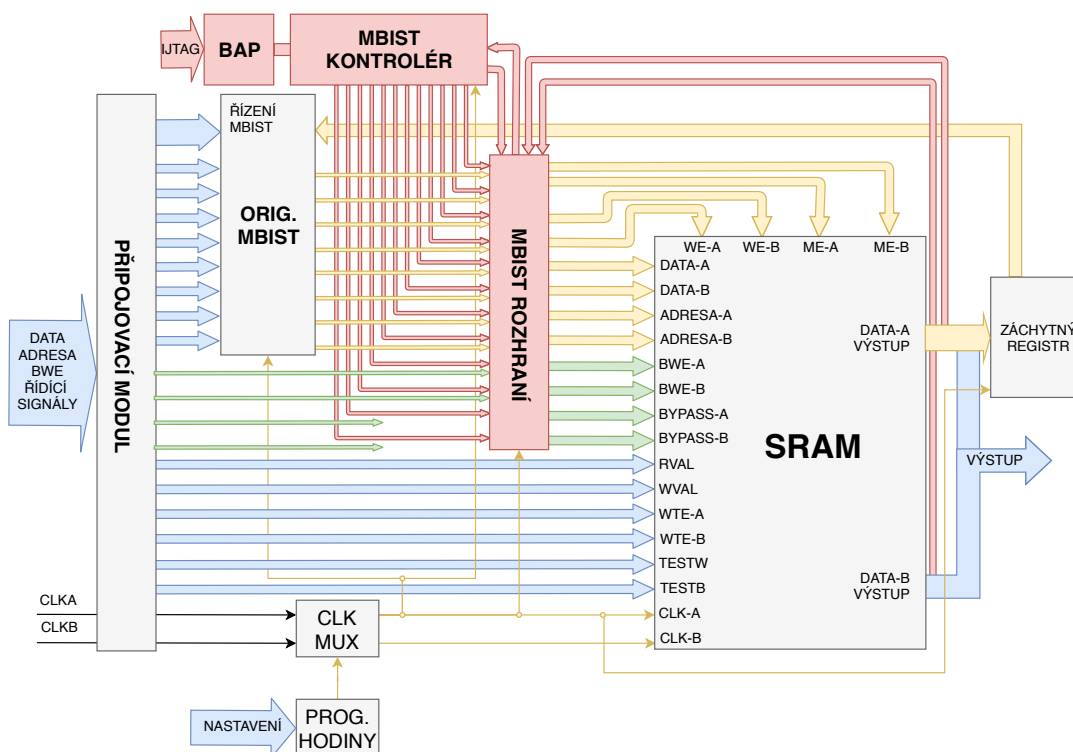 IJTAG
BAP
MBIST
KONTROLÉR
ŘÍZENÍ
MBIST
ORIG.
MBIST
PŘIPOJOVACÍ MODUL
MBIST ROZHRANÍ
DATA
ADRESA
BWE
ŘÍDÍCÍ
SIGNÁLY
WE-A
WE-B
ME-A
ME-B
DATA-A
DATA-B
ADRESA-A
ADRESA-B
BWE-A
BWE-B
BYPASS-A
BYPASS-B
RVAL
WVAL
WTE-A
WTE-B
TESTW
TESTB
CLK-A
CLK-B
SRAM
DATA-A
VÝSTUP
DATA-B
VÝSTUP
ZÁCHYTNÝ
REGISTR
VÝSTUP
CLKA
CLKB
CLK
MUX
NASTAVENÍ
PROG.
HODINY